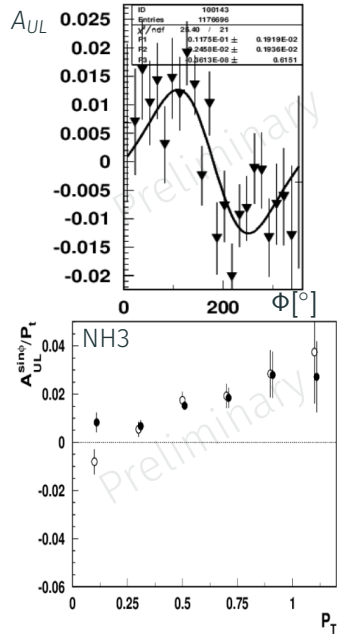 A_UL
ID 100143
Entries 1176696
χ²/ndf 25.40 / 21
P1 0.1175E-01 ± 0.1919E-02
P2 0.2458E-02 ± 0.1936E-02
P3 0.3613E-08 ± 0.6151
0.025
0.02
0.015
0.01
0.005
0
-0.005
-0.01
-0.015
-0.02
Preliminary
0 200 Φ[°]
NH3
A_UL^sinϕ/P_t
0.04
0.02
0
-0.02
-0.04
-0.06
Preliminary
0 0.25 0.5 0.75 1
P_T